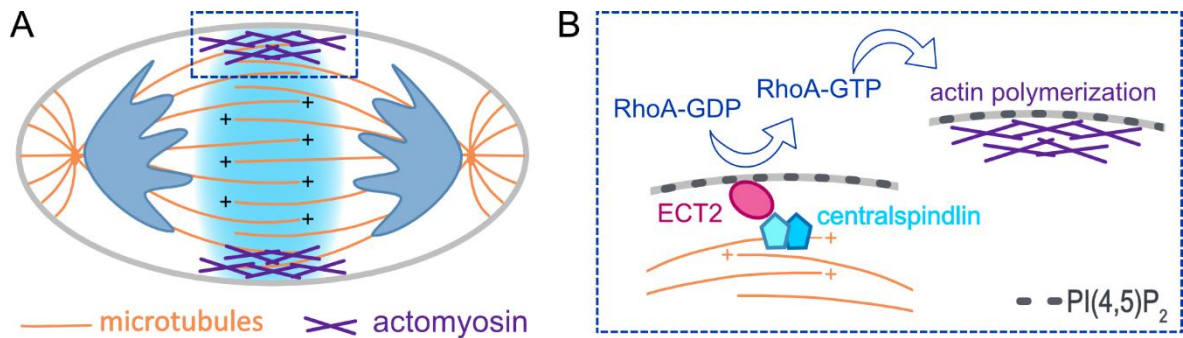 A
+
+
+
+
+
+
+
microtubules
actomyosin
B
RhoA-GDP
RhoA-GTP
actin polymerization
ECT2
centralspindlin
+
+
+
PI(4,5)P₂